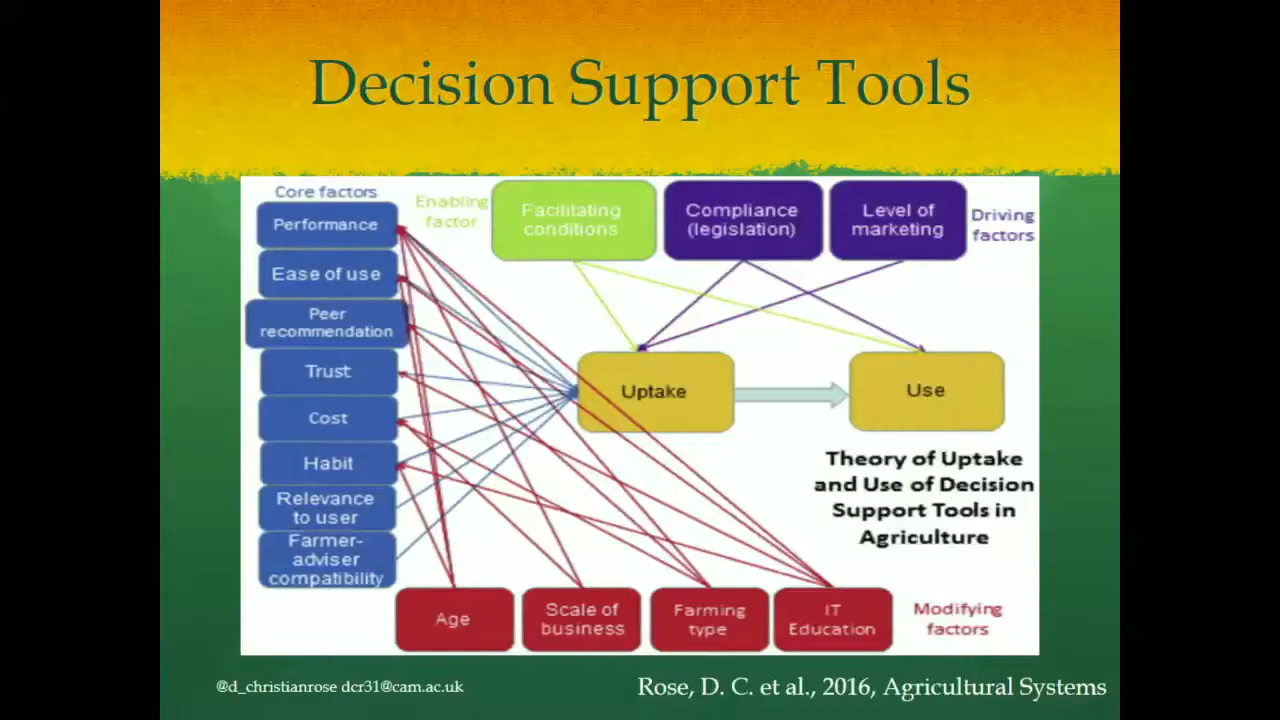 Decision Support Tools
Core factors
Performance
Ease of use
Peer
recommendation
Trust
Cost
Habit
Relevance
to user
Farmer-
adviser
compatibility
Enabling
factor
Facilitating
conditions
Compliance
(legislation)
Level of
marketing
Driving
factors
Uptake
Use
Theory of Uptake
and Use of Decision
Support Tools in
Agriculture
Age
Scale of
business
Farming
type
IT
Education
Modifying
factors
@d_christianrose dcr31@cam.ac.uk
Rose, D. C. et al., 2016, Agricultural Systems